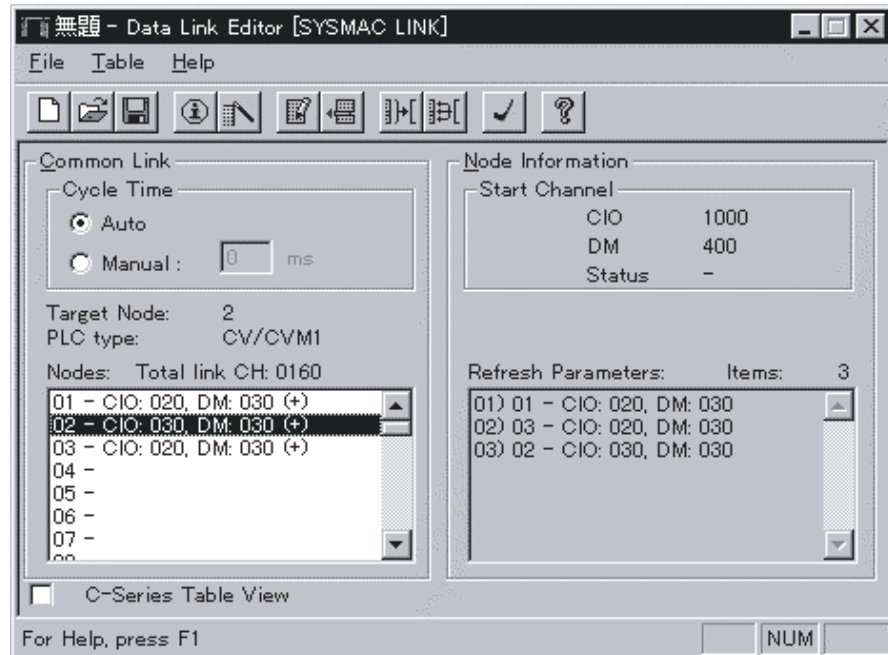 無題 - Data Link Editor [SYSMAC LINK]
File Table Help
Common Link
Cycle Time
Auto
Manual : 0 ms
Target Node: 2
PLC type: CV/CVM1
Nodes: Total link CH: 0160
01 - CIO: 020, DM: 030 (+)
02 - CIO: 030, DM: 030 (+)
03 - CIO: 020, DM: 030 (+)
04 -
05 -
06 -
07 -
Node Information
Start Channel
CIO 1000
DM 400
Status -
Refresh Parameters: Items: 3
01) 01 - CIO: 020, DM: 030
02) 03 - CIO: 020, DM: 030
03) 02 - CIO: 030, DM: 030
C-Series Table View
For Help, press F1
NUM